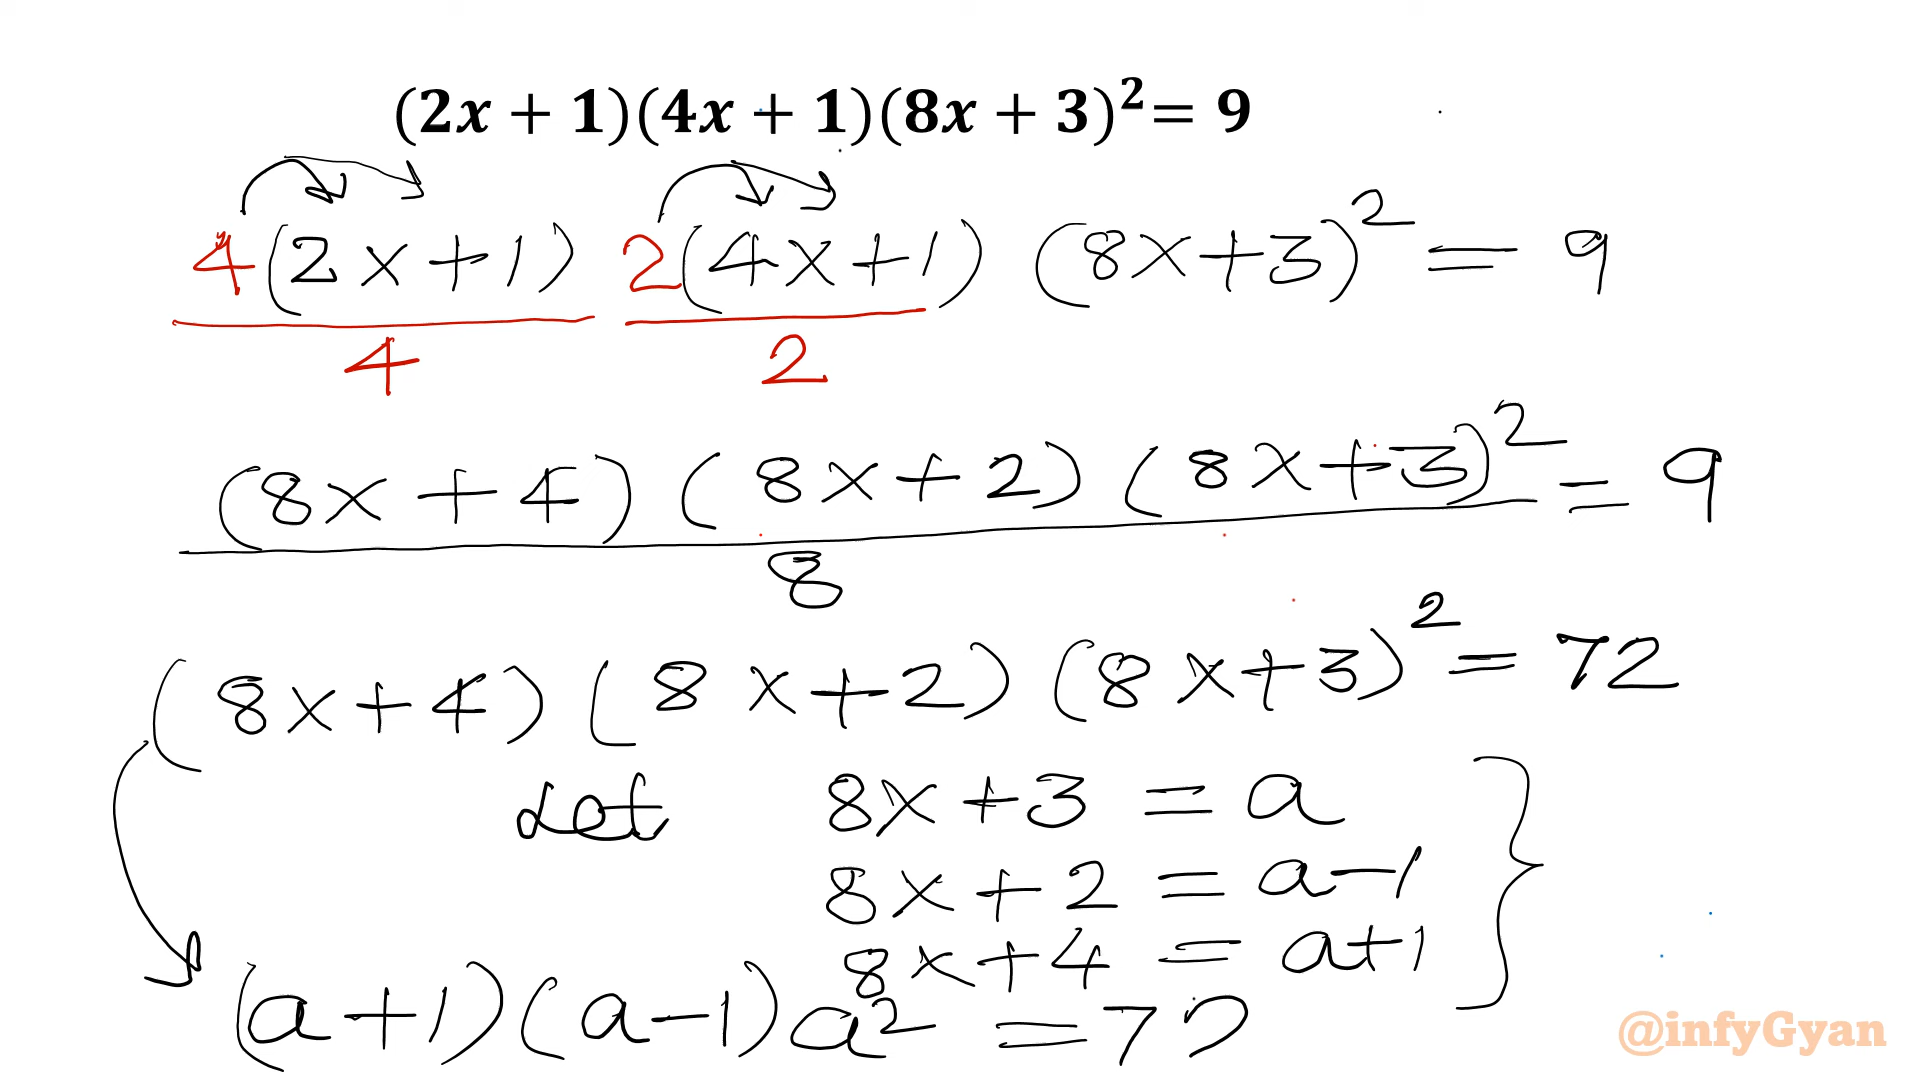 (2x + 1)(4x + 1)(8x + 3)²= 9
4(2x+1) 2(4x+1) (8x+3)² = 9
4 2
(8x+4) (8x+2) (8x+3)² = 9
8
(8x+4) (8x+2) (8x+3)² = 72
Let 8x+3 = a
8x+2 = a-1
8x+4 = a+1
(a+1)(a-1)a² = 72
@infyGyan